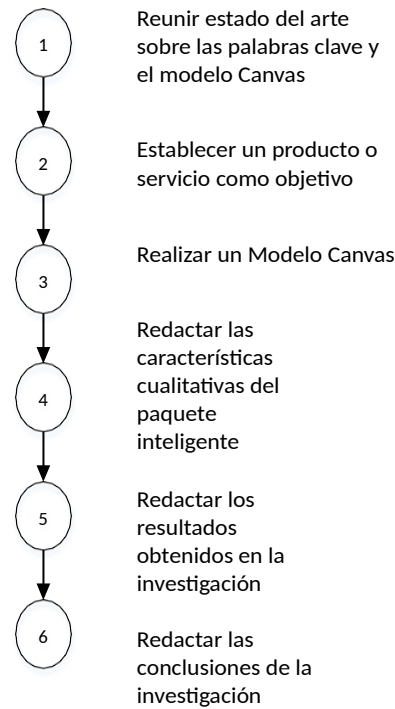 1
Reunir estado del arte
sobre las palabras clave y
el modelo Canvas
2
Establecer un producto o
servicio como objetivo
3
Realizar un Modelo Canvas
4
Redactar las
características
cualitativas del
paquete
inteligente
5
Redactar los
resultados
obtenidos en la
investigación
6
Redactar las
conclusiones de la
investigación